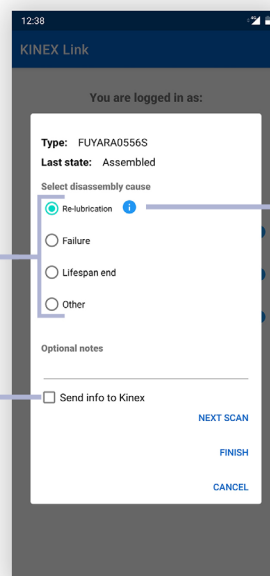 12:38
KINEX Link
You are logged in as:
Type: FUYARA0556S
Last state: Assembled
Select disassembly cause
Re-lubrication i
Failure
Lifespan end
Other
Optional notes
Send info to Kinex
NEXT SCAN
FINISH
CANCEL